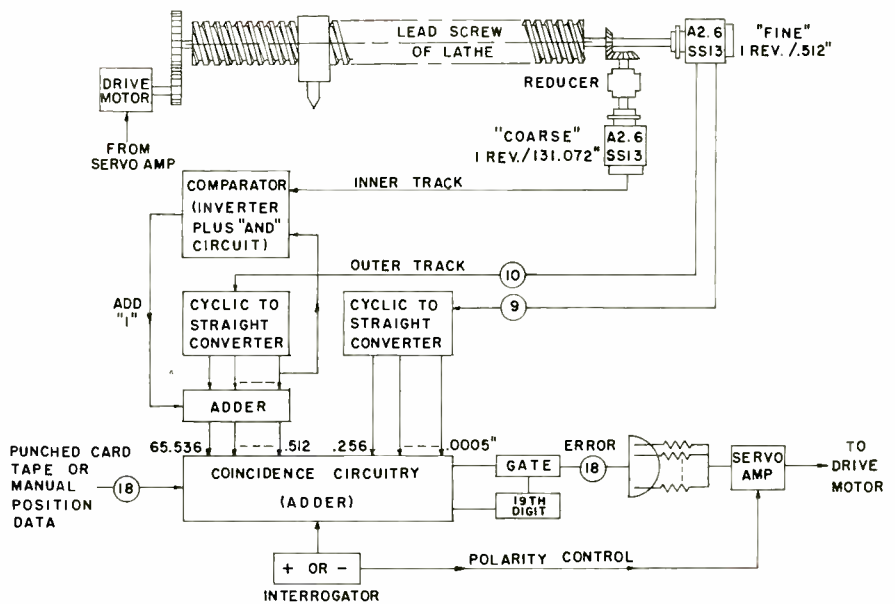 LEAD SCREW
OF LATHE
A2.6
SS13
"FINE"
1 REV./.512"
DRIVE
MOTOR
REDUCER
FROM
SERVO AMP
"COARSE"
1 REV./131.072"
A2.6
SS13
COMPARATOR
(INVERTER
PLUS "AND"
CIRCUIT)
INNER TRACK
OUTER TRACK
10
9
ADD
"1"
CYCLIC TO
STRAIGHT
CONVERTER
CYCLIC TO
STRAIGHT
CONVERTER
ADDER
65.536
.512
.256
.0005"
PUNCHED CARD
TAPE OR
MANUAL
POSITION
DATA
18
COINCIDENCE CIRCUITRY
(ADDER)
GATE
19TH
DIGIT
ERROR
18
SERVO
AMP
TO
DRIVE
MOTOR
+ OR -
INTERROGATOR
POLARITY CONTROL